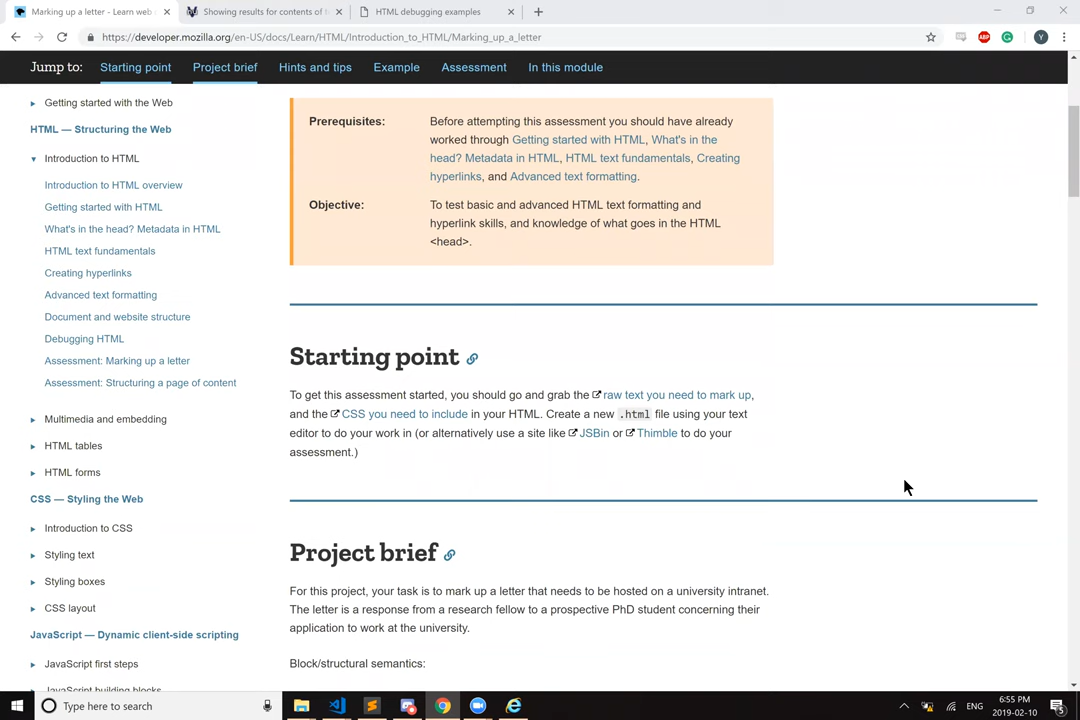 Marking up a letter - Learn web
Showing results for contents of
HTML debugging examples
https://developer.mozilla.org/en-US/docs/Learn/HTML/Introduction_to_HTML/Marking_up_a_letter
ABP
G
Y
Jump to:
Starting point
Project brief
Hints and tips
Example
Assessment
In this module
Getting started with the Web
HTML — Structuring the Web
Introduction to HTML
Introduction to HTML overview
Getting started with HTML
What's in the head? Metadata in HTML
HTML text fundamentals
Creating hyperlinks
Advanced text formatting
Document and website structure
Debugging HTML
Assessment: Marking up a letter
Assessment: Structuring a page of content
Multimedia and embedding
HTML tables
HTML forms
CSS — Styling the Web
Introduction to CSS
Styling text
Styling boxes
CSS layout
JavaScript — Dynamic client-side scripting
JavaScript first steps
JavaScript building blocks
Prerequisites:
Before attempting this assessment you should have already
worked through Getting started with HTML, What's in the
head? Metadata in HTML, HTML text fundamentals, Creating
hyperlinks, and Advanced text formatting.
Objective:
To test basic and advanced HTML text formatting and
hyperlink skills, and knowledge of what goes in the HTML
<head>.
Starting point
To get this assessment started, you should go and grab the raw text you need to mark up,
and the CSS you need to include in your HTML. Create a new .html file using your text
editor to do your work in (or alternatively use a site like JSBin or Thimble to do your
assessment.)
Project brief
For this project, your task is to mark up a letter that needs to be hosted on a university intranet.
The letter is a response from a research fellow to a prospective PhD student concerning their
application to work at the university.
Block/structural semantics:
Type here to search
ENG
6:55 PM
2019-02-10
5